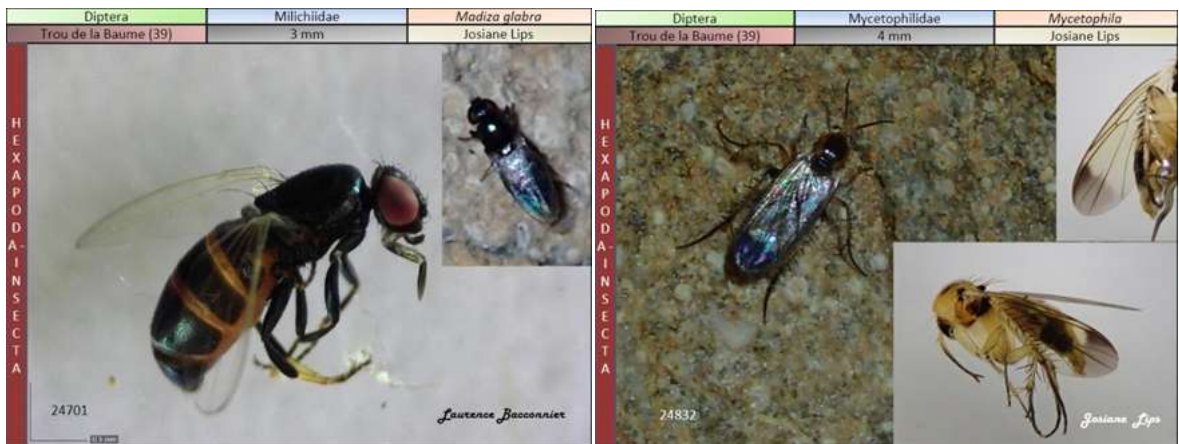 Diptera Milichiidae Madiza glabra
Trou de la Baume (39) 3 mm Josiane Lips
HEXAPODA-INSECTA
24701
Laurence Bacconnier
Diptera Mycetophilidae Mycetophila
Trou de la Baume (39) 4 mm Josiane Lips
HEXAPODA-INSECTA
24832
Josiane Lips